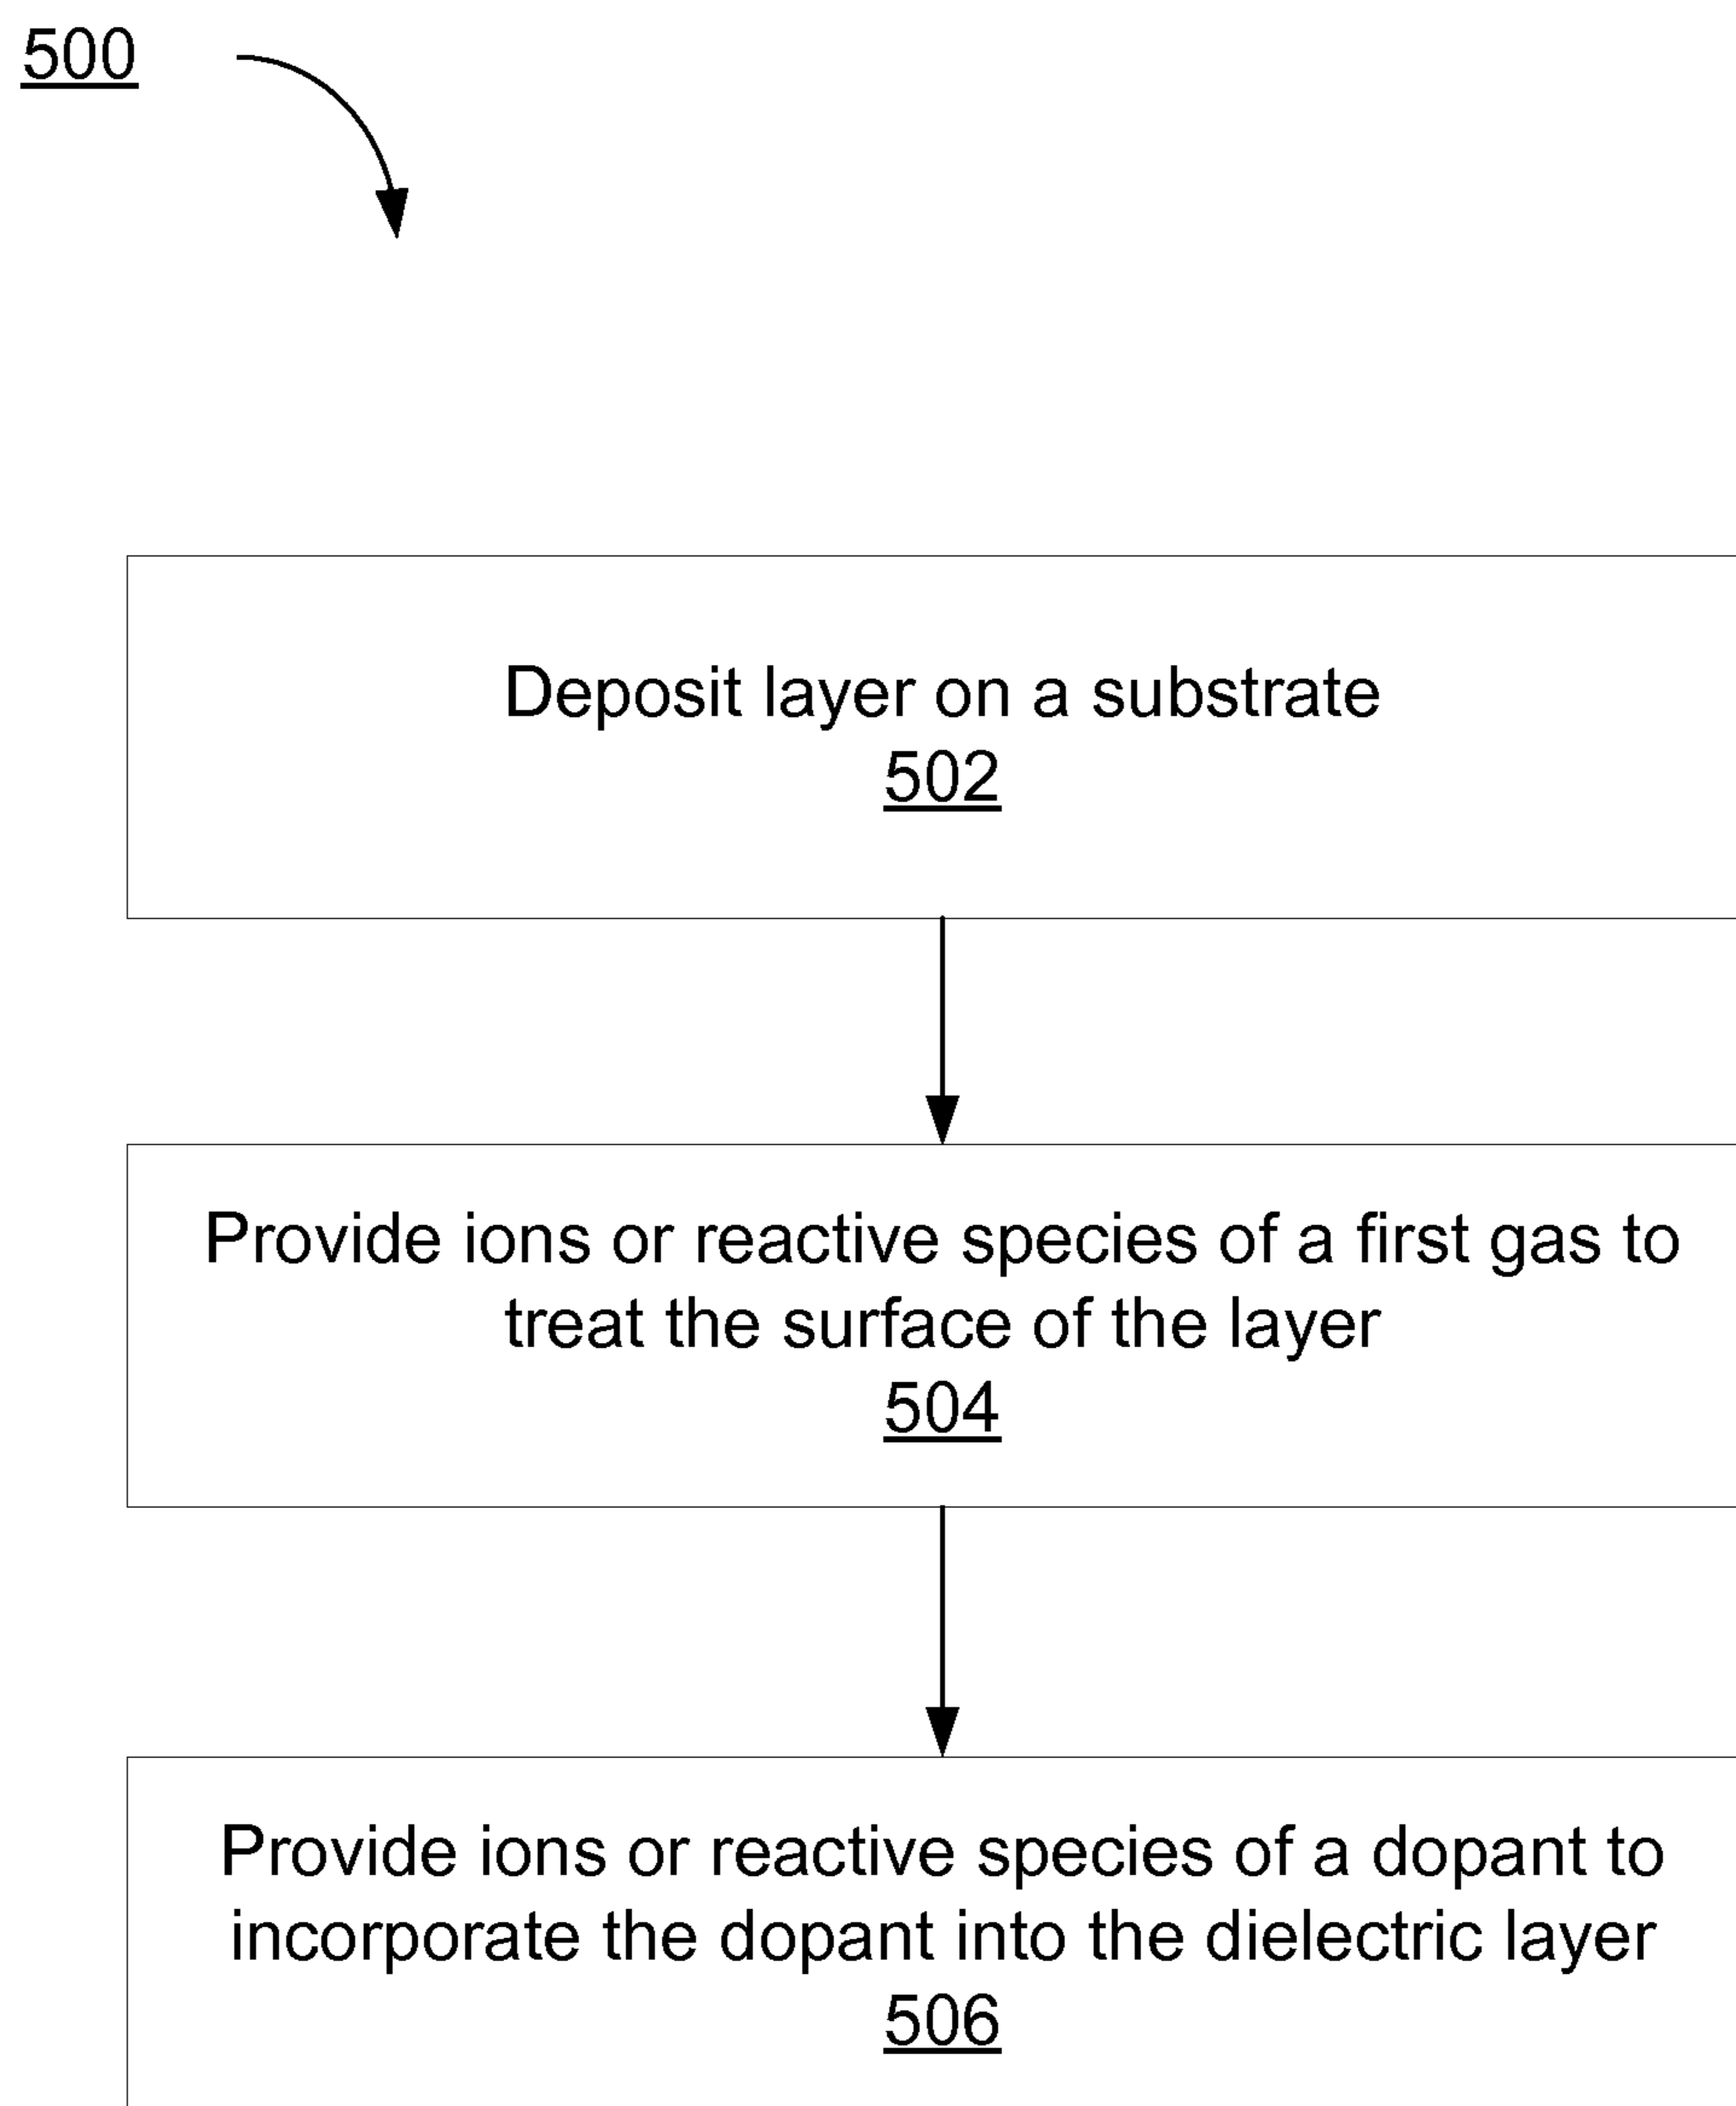 500
Deposit layer on a substrate
502
Provide ions or reactive species of a first gas to
treat the surface of the layer
504
Provide ions or reactive species of a dopant to
incorporate the dopant into the dielectric layer
506